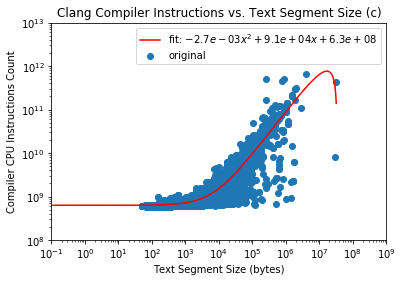 Clang Compiler Instructions vs. Text Segment Size (c)
fit: −2.7e − 03x² + 9.1e + 04x + 6.3e + 08
original
Compiler CPU Instructions Count
10¹³
10¹²
10¹¹
10¹⁰
10⁹
10⁸
10⁻¹ 10⁰ 10¹ 10² 10³ 10⁴ 10⁵ 10⁶ 10⁷ 10⁸ 10⁹
Text Segment Size (bytes)